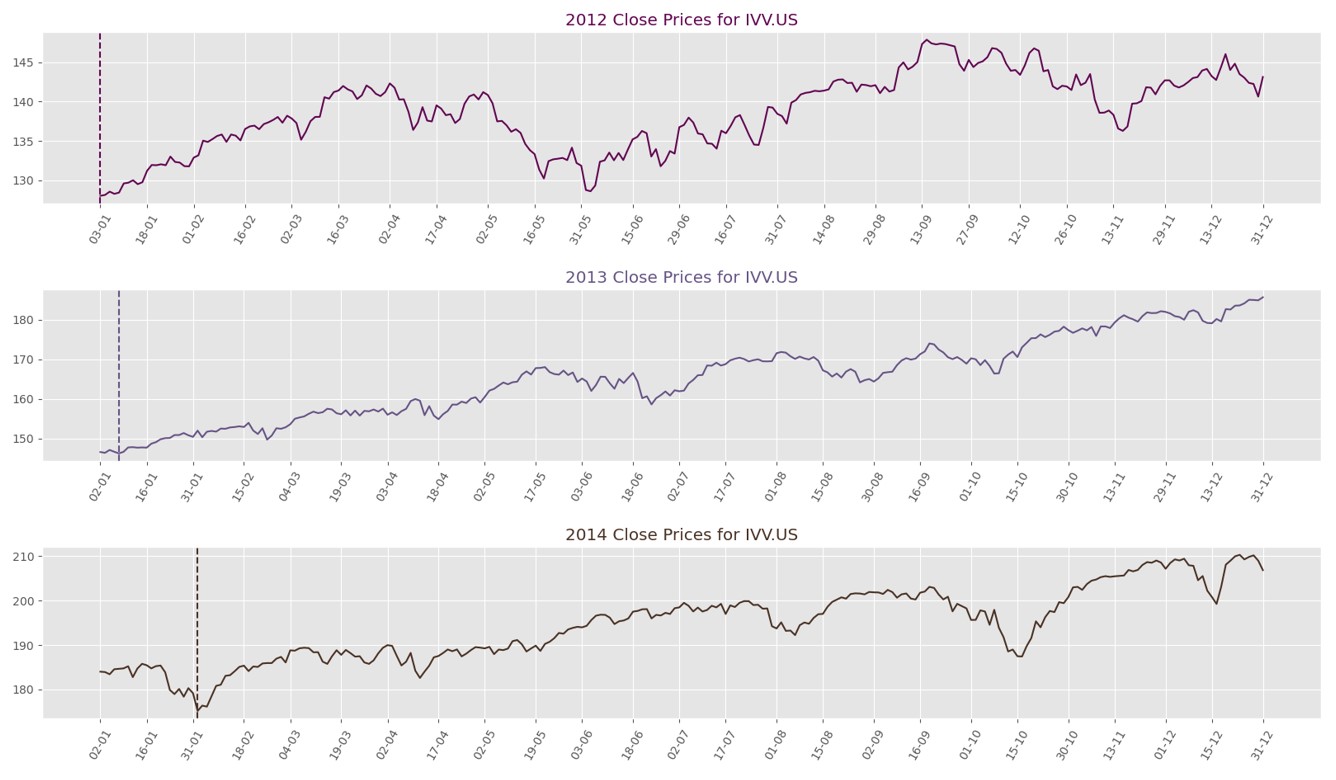 2012 Close Prices for IVV.US
145
140
135
130
03-01 18-01 01-02 16-02 02-03 16-03 02-04 17-04 02-05 16-05 31-05 15-06 29-06 16-07 31-07 14-08 29-08 13-09 27-09 12-10 26-10 13-11 29-11 13-12 31-12
2013 Close Prices for IVV.US
180
170
160
150
02-01 16-01 31-01 15-02 04-03 19-03 03-04 18-04 02-05 17-05 03-06 18-06 02-07 17-07 01-08 15-08 30-08 16-09 01-10 15-10 30-10 13-11 29-11 13-12 31-12
2014 Close Prices for IVV.US
210
200
190
180
02-01 16-01 31-01 18-02 04-03 19-03 02-04 17-04 02-05 19-05 03-06 18-06 02-07 17-07 01-08 15-08 02-09 16-09 01-10 15-10 30-10 13-11 01-12 15-12 31-12